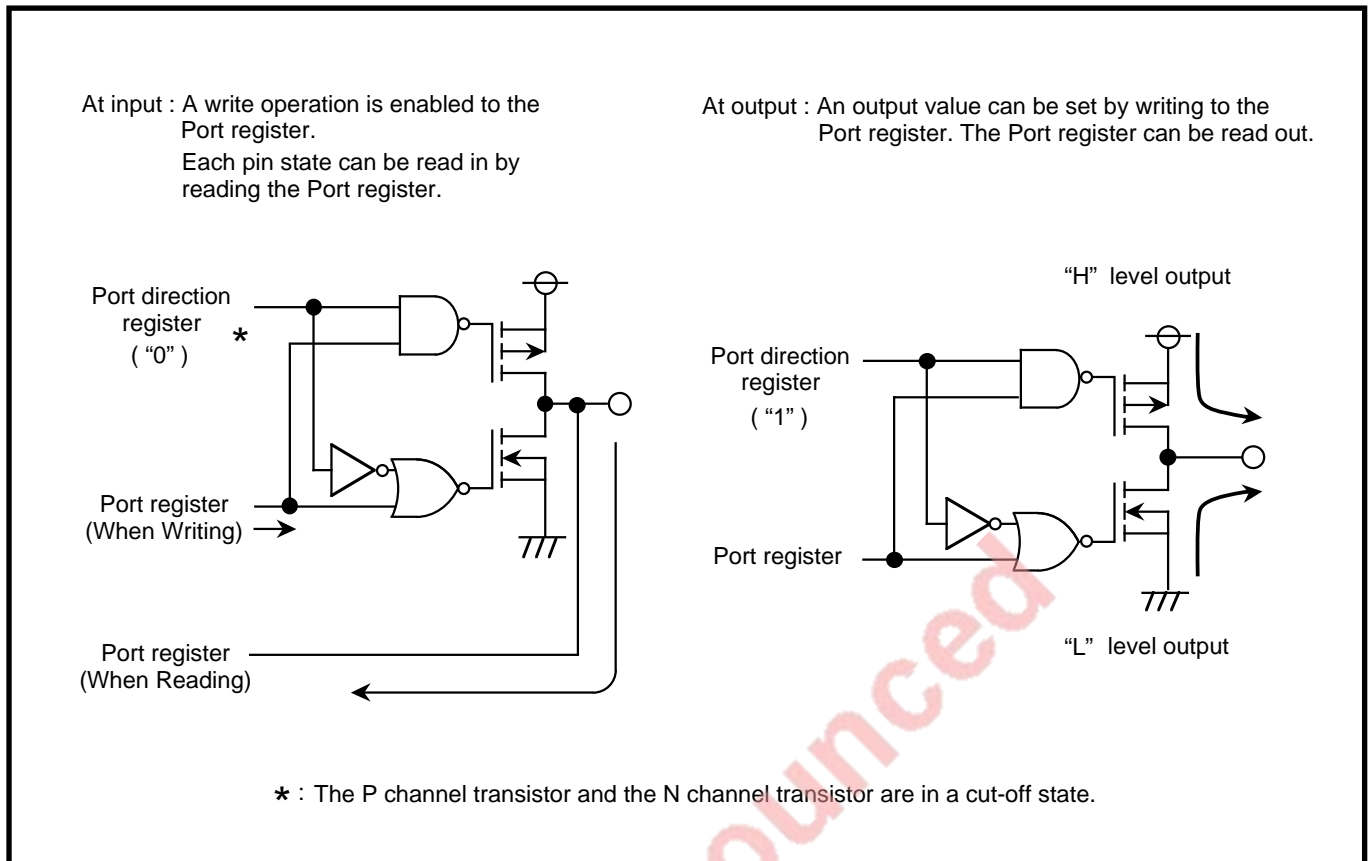 At input : A write operation is enabled to the
Port register.
Each pin state can be read in by
reading the Port register.
At output : An output value can be set by writing to the
Port register. The Port register can be read out.
Port direction
register
( “0” )
*
Port register
(When Writing)
Port register
(When Reading)
“H” level output
Port direction
register
( “1” )
Port register
“L” level output
* : The P channel transistor and the N channel transistor are in a cut-off state.
ounced